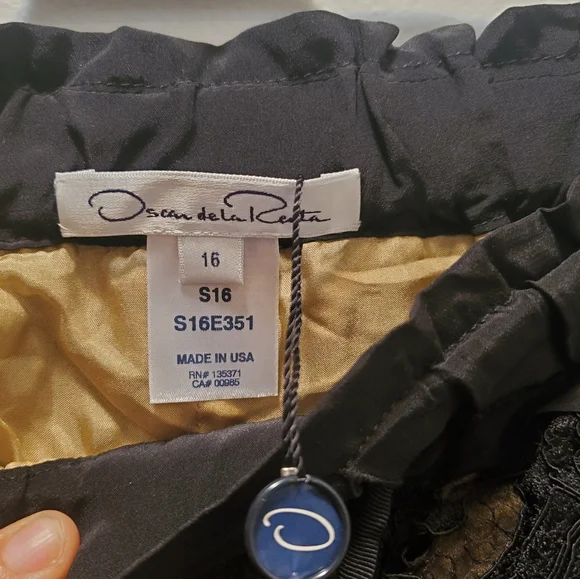 Oscar de la Renta
16
S16
S16E351
MADE IN USA
RN# 135371
CA# 00985
O